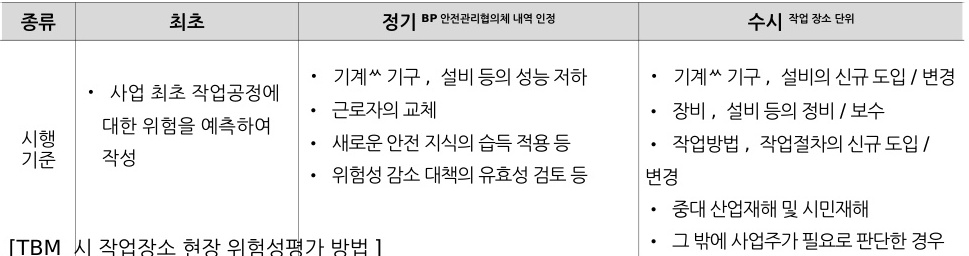 종류 최초 정기 BP 안전관리협의체 내역 인정 수시 작업 장소 단위
시행
기준
• 사업 최초 작업공정에
대한 위험을 예측하여
작성
• 기계ᄊ 기구 , 설비 등의 성능 저하
• 근로자의 교체
• 새로운 안전 지식의 습득 적용 등
• 위험성 감소 대책의 유효성 검토 등
• 기계ᄊ 기구 , 설비의 신규 도입 / 변경
• 장비 , 설비 등의 정비 / 보수
• 작업방법 , 작업절차의 신규 도입 /
변경
• 중대 산업재해 및 시민재해
• 그 밖에 사업주가 필요로 판단한 경우
[TBM 시 작업장소 현장 위험성평가 방법 ]